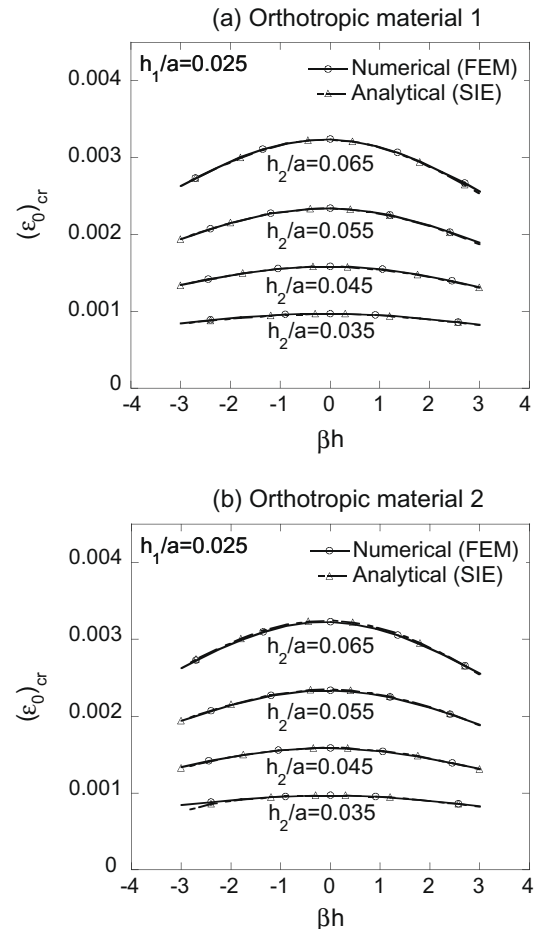 (a) Orthotropic material 1
h₁/a=0.025
Numerical (FEM)
Analytical (SIE)
0.004
0.003
0.002
0.001
0
(ε₀)cr
h₂/a=0.065
h₂/a=0.055
h₂/a=0.045
h₂/a=0.035
-4 -3 -2 -1 0 1 2 3 4
βh
(b) Orthotropic material 2
h₁/a=0.025
Numerical (FEM)
Analytical (SIE)
0.004
0.003
0.002
0.001
0
(ε₀)cr
h₂/a=0.065
h₂/a=0.055
h₂/a=0.045
h₂/a=0.035
-4 -3 -2 -1 0 1 2 3 4
βh